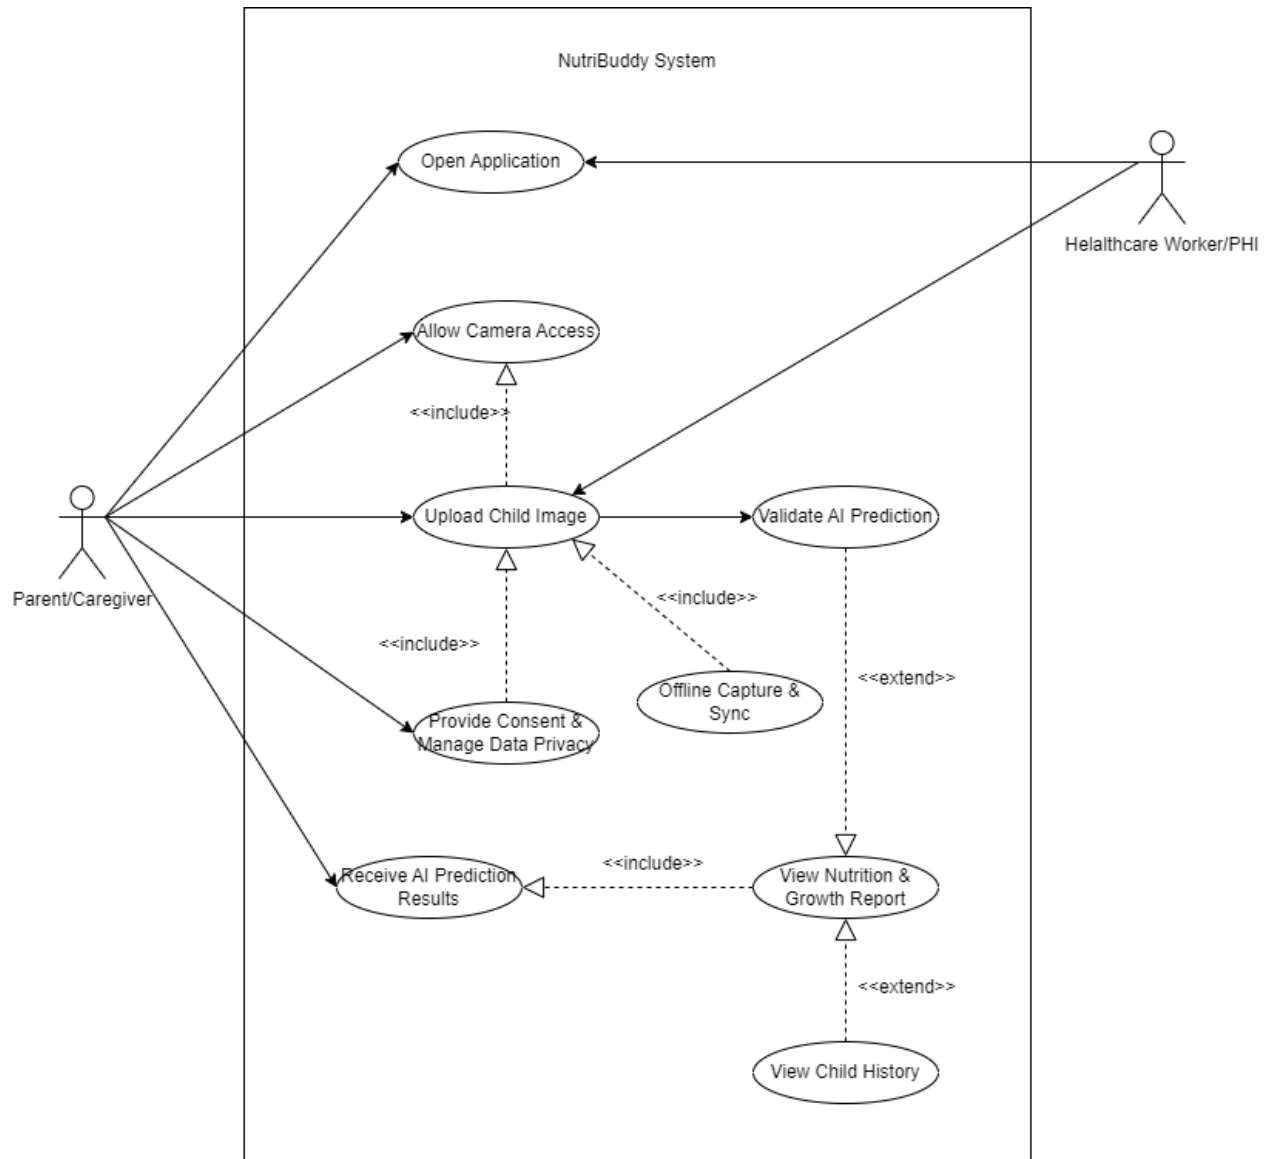 NutriBuddy System
Open Application
Helalthcare Worker/PHI
Allow Camera Access
<<include>>
Upload Child Image
Validate AI Prediction
Parent/Caregiver
<<include>>
<<include>>
Offline Capture &
Sync
<<extend>>
Provide Consent &
Manage Data Privacy
Receive AI Prediction
Results
<<include>>
View Nutrition &
Growth Report
<<extend>>
View Child History